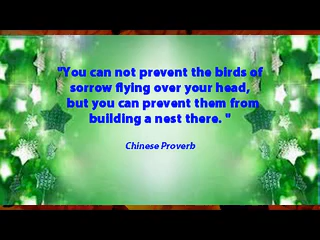 "You can not prevent the birds of
sorrow flying over your head,
but you can prevent them from
building a nest there. "
Chinese Proverb